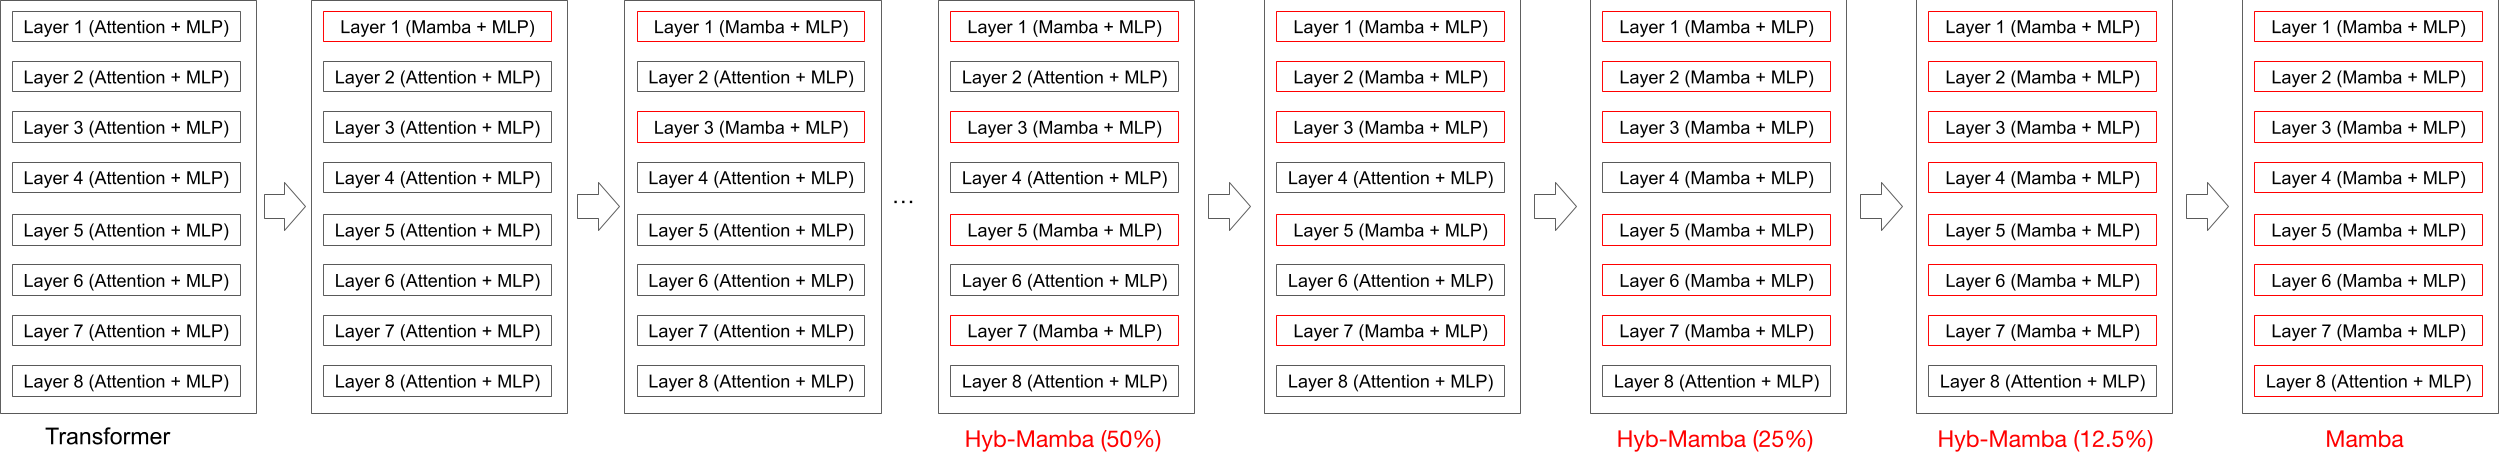 Layer 1 (Attention + MLP)
Layer 2 (Attention + MLP)
Layer 3 (Attention + MLP)
Layer 4 (Attention + MLP)
Layer 5 (Attention + MLP)
Layer 6 (Attention + MLP)
Layer 7 (Attention + MLP)
Layer 8 (Attention + MLP)
Transformer
Layer 1 (Mamba + MLP)
Layer 2 (Attention + MLP)
Layer 3 (Attention + MLP)
Layer 4 (Attention + MLP)
Layer 5 (Attention + MLP)
Layer 6 (Attention + MLP)
Layer 7 (Attention + MLP)
Layer 8 (Attention + MLP)
Layer 1 (Mamba + MLP)
Layer 2 (Attention + MLP)
Layer 3 (Mamba + MLP)
Layer 4 (Attention + MLP)
Layer 5 (Attention + MLP)
Layer 6 (Attention + MLP)
Layer 7 (Attention + MLP)
Layer 8 (Attention + MLP)
...
Layer 1 (Mamba + MLP)
Layer 2 (Attention + MLP)
Layer 3 (Mamba + MLP)
Layer 4 (Attention + MLP)
Layer 5 (Mamba + MLP)
Layer 6 (Attention + MLP)
Layer 7 (Mamba + MLP)
Layer 8 (Attention + MLP)
Hyb-Mamba (50%)
Layer 1 (Mamba + MLP)
Layer 2 (Mamba + MLP)
Layer 3 (Mamba + MLP)
Layer 4 (Attention + MLP)
Layer 5 (Mamba + MLP)
Layer 6 (Attention + MLP)
Layer 7 (Mamba + MLP)
Layer 8 (Attention + MLP)
Layer 1 (Mamba + MLP)
Layer 2 (Mamba + MLP)
Layer 3 (Mamba + MLP)
Layer 4 (Mamba + MLP)
Layer 5 (Mamba + MLP)
Layer 6 (Mamba + MLP)
Layer 7 (Mamba + MLP)
Layer 8 (Attention + MLP)
Hyb-Mamba (25%)
Layer 1 (Mamba + MLP)
Layer 2 (Mamba + MLP)
Layer 3 (Mamba + MLP)
Layer 4 (Mamba + MLP)
Layer 5 (Mamba + MLP)
Layer 6 (Mamba + MLP)
Layer 7 (Mamba + MLP)
Layer 8 (Attention + MLP)
Hyb-Mamba (12.5%)
Layer 1 (Mamba + MLP)
Layer 2 (Mamba + MLP)
Layer 3 (Mamba + MLP)
Layer 4 (Mamba + MLP)
Layer 5 (Mamba + MLP)
Layer 6 (Mamba + MLP)
Layer 7 (Mamba + MLP)
Layer 8 (Attention + MLP)
Mamba